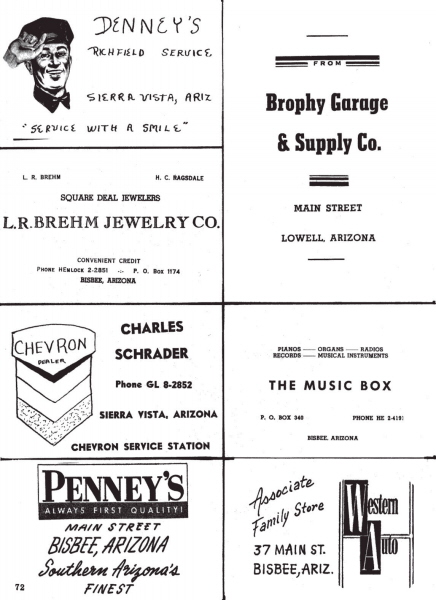 DENNEY'S
RICHFIELD SERVICE
SIERRA VISTA, ARIZ
"SERVICE WITH A SMILE"
L. R. BREHM H. C. RAGSDALE
SQUARE DEAL JEWELERS
L.R. BREHM JEWELRY CO.
CONVENIENT CREDIT
PHONE HEMLOCK 2-2851 -:- P. O. BOX 1174
BISBEE, ARIZONA
CHEVRON
DEALER
CHARLES
SCHRADER
Phone GL 8-2852
SIERRA VISTA, ARIZONA
CHEVRON SERVICE STATION
PENNEY'S
ALWAYS FIRST QUALITY!
MAIN STREET
BISBEE, ARIZONA
Southern Arizona's
FINEST
72
FROM
Brophy Garage
& Supply Co.
MAIN STREET
LOWELL, ARIZONA
PIANOS — ORGANS — RADIOS
RECORDS — MUSICAL INSTRUMENTS
THE MUSIC BOX
P. O. BOX 340 PHONE HE 2-4191
BISBEE, ARIZONA
Associate
Family Store
37 MAIN ST.
BISBEE, ARIZ.
Western
Auto